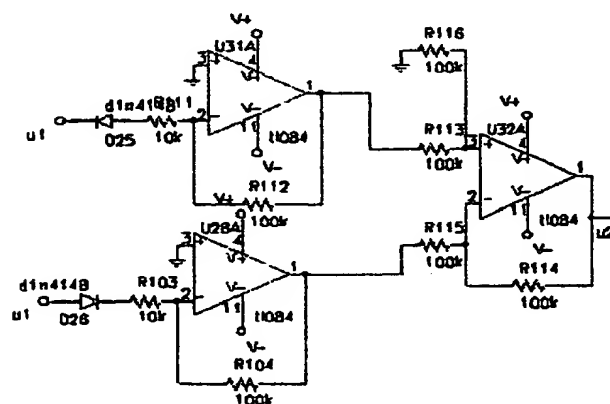 V+
U31A
R116
3
4
100k
V+
d1n4148
R111
V+
1
R113
U32A
u1
2
V-
3
4
D25
10k
11
tl084
100k
V+
1
V-
R112
2
V-
V+
U28A
100k
R115
11
tl084
u2
3
4
V-
d1n4148
R103
V+
1
100k
R114
u1
2
V-
100k
D26
10k
11
tl084
V-
R104
100k